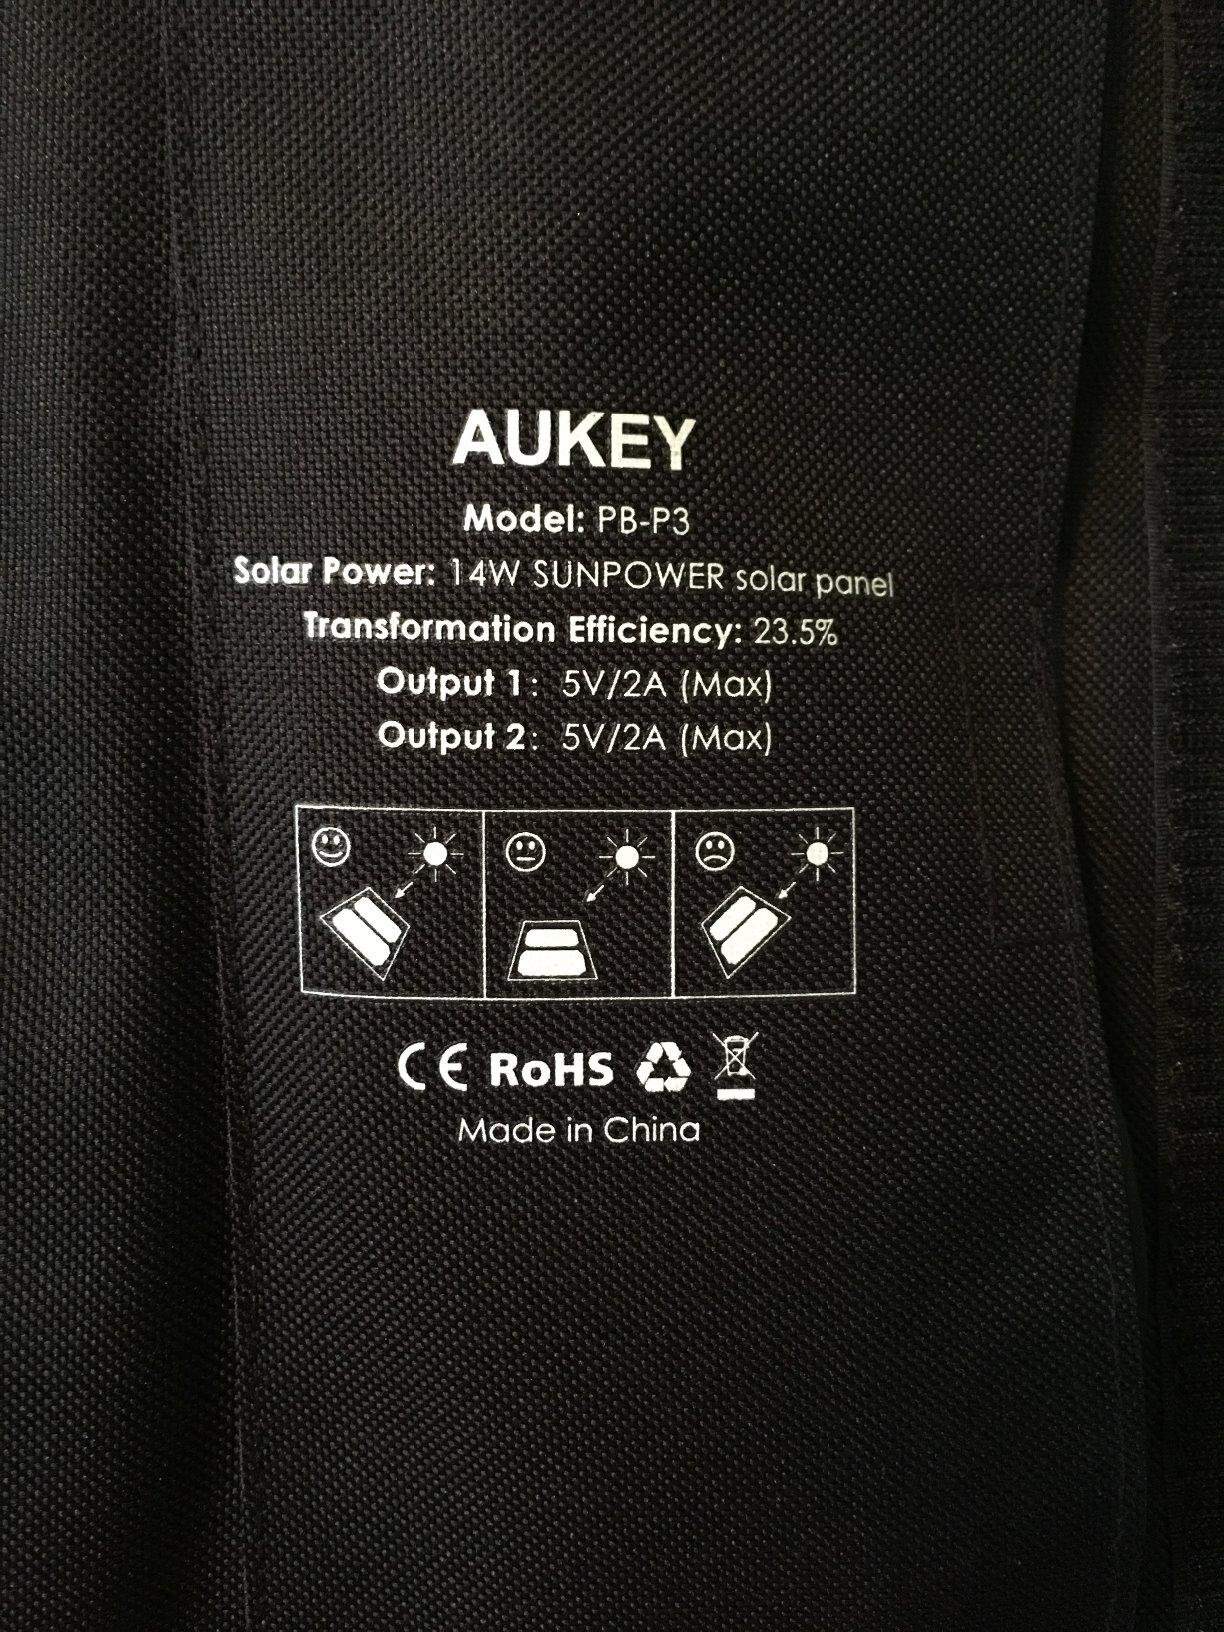 AUKEY
Model: PB-P3
Solar Power: 14W SUNPOWER solar panel
Transformation Efficiency: 23.5%
Output 1: 5V/2A (Max)
Output 2: 5V/2A (Max)
CE RoHS
Made in China